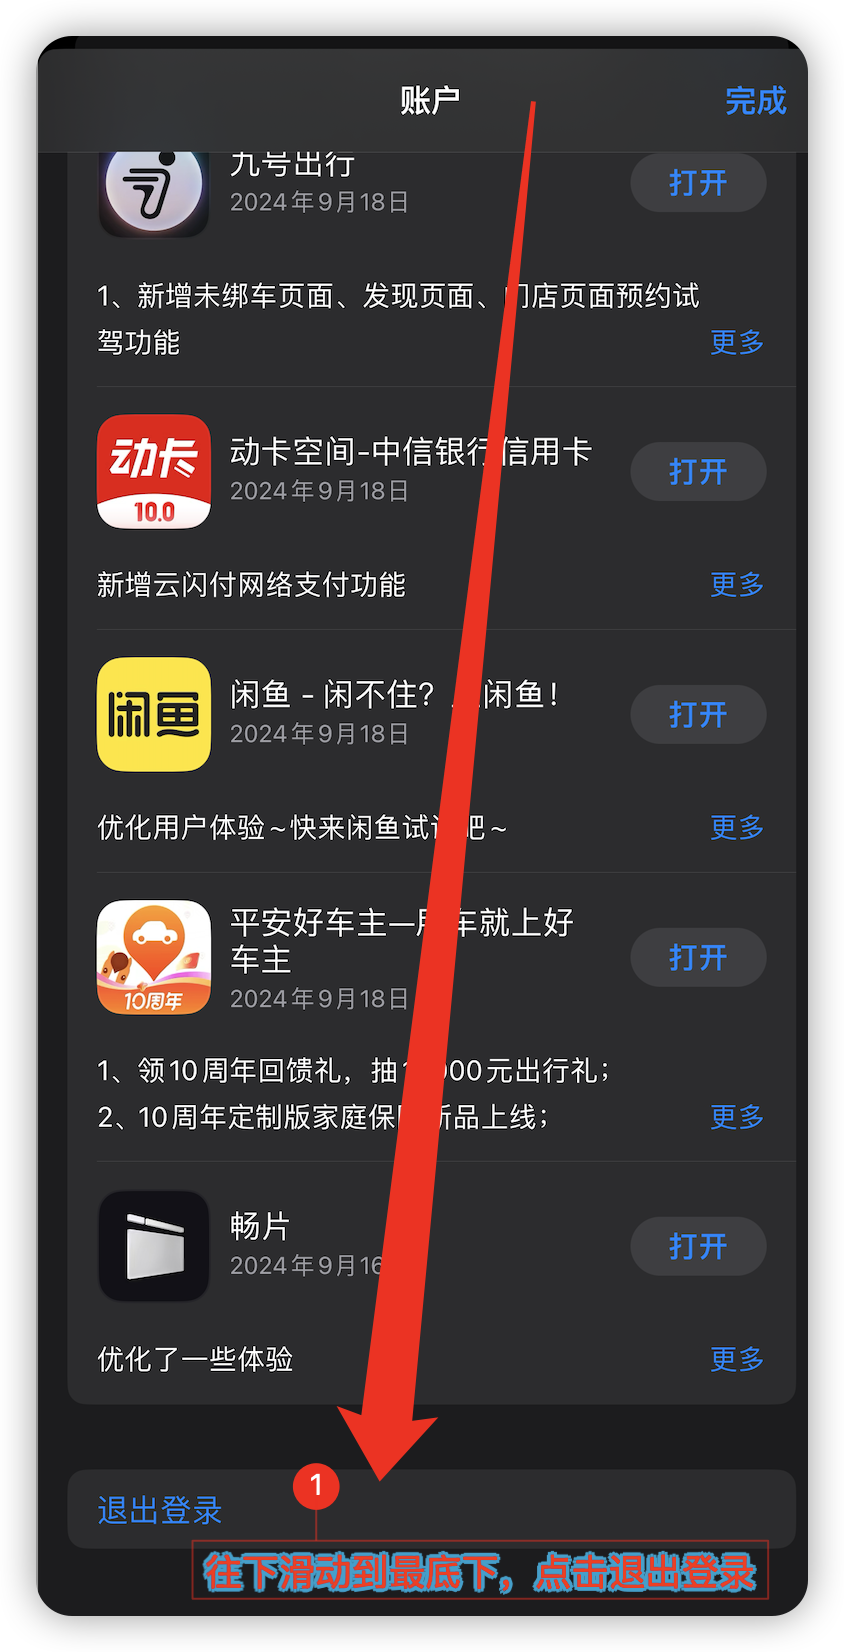 账户
完成
九号出行
打开
2024年9月18日
1、新增未绑车页面、发现页面、门店页面预约试
驾功能
更多
动卡
10.0
动卡空间-中信银行信用卡
打开
2024年9月18日
新增云闪付网络支付功能
更多
闲鱼
闲鱼 - 闲不住？闲鱼！
打开
2024年9月18日
优化用户体验~快来闲鱼试试吧~
更多
10周年
平安好车主—用车就上好
车主
打开
2024年9月18日
1、领10周年回馈礼，抽000元出行礼；
2、10周年定制版家庭保新品上线；
更多
畅片
打开
2024年9月16
优化了一些体验
更多
1
退出登录
往下滑动到最底下，点击退出登录